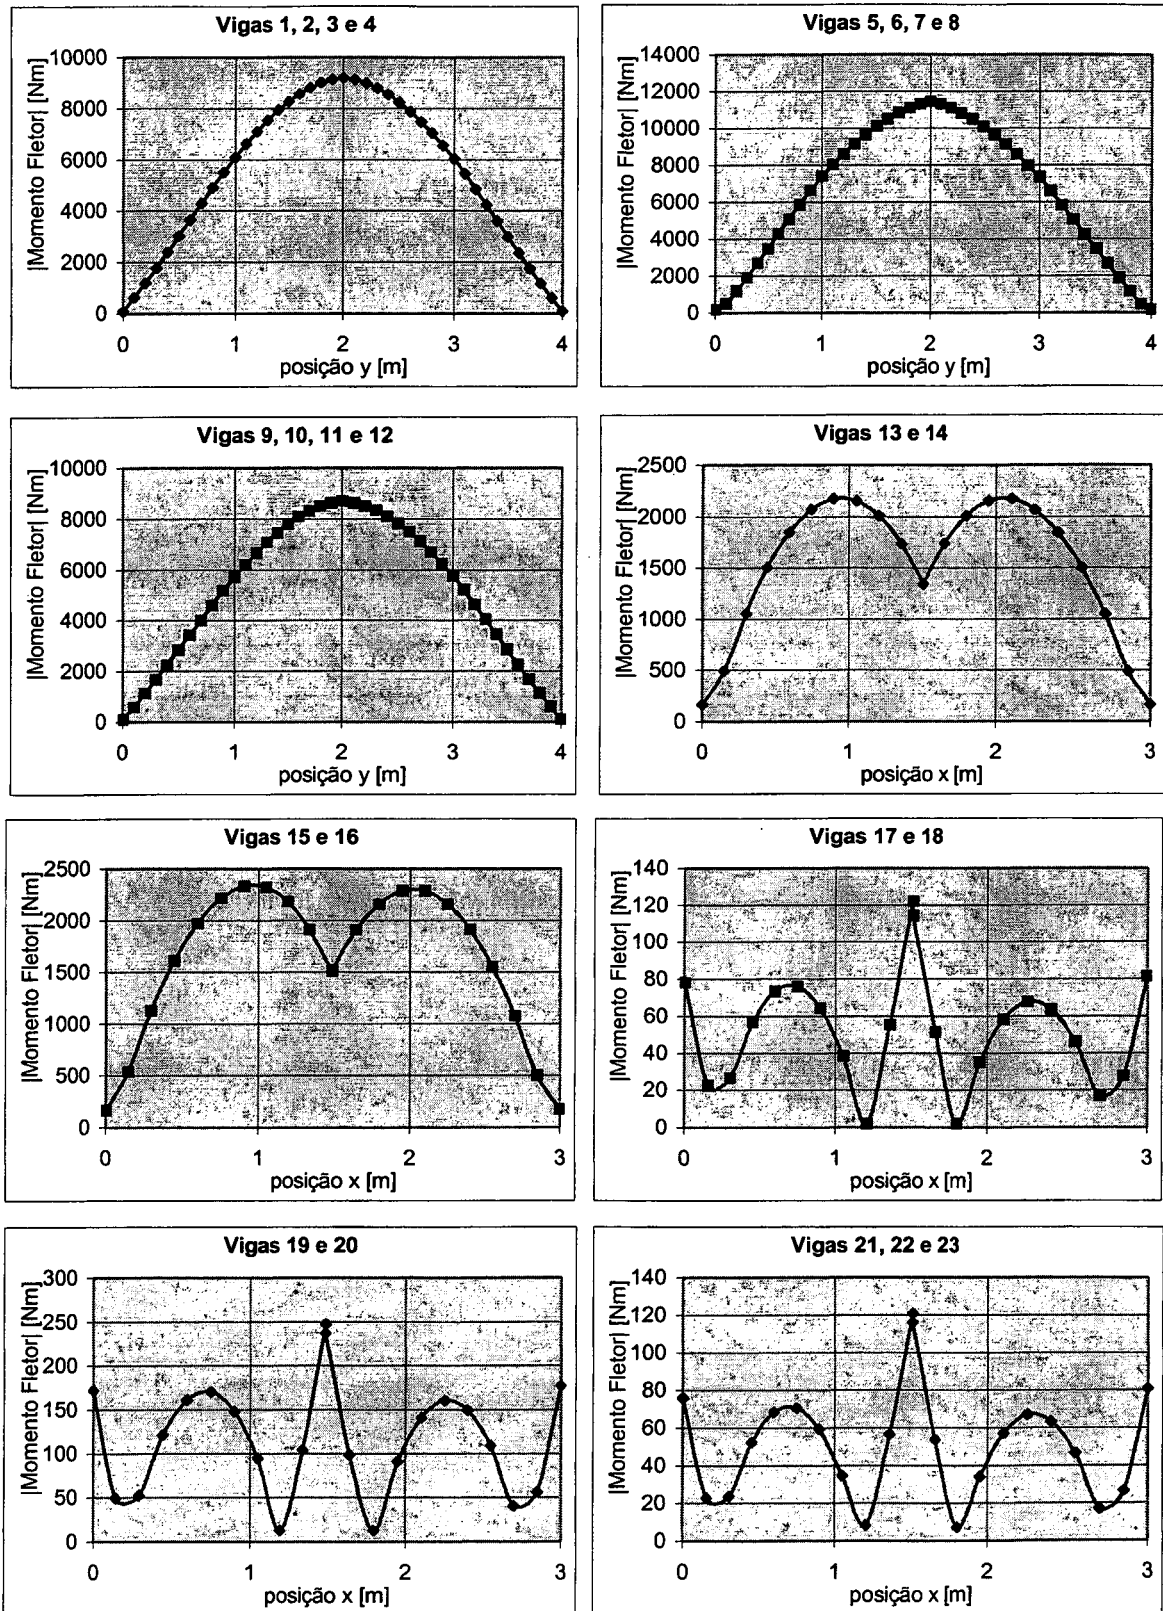 Vigas 1, 2, 3 e 4
|Momento Fletor| [Nm]
10000
8000
6000
4000
2000
0
0 1 2 3 4
posição y [m]
Vigas 5, 6, 7 e 8
|Momento Fletor| [Nm]
14000
12000
10000
8000
6000
4000
2000
0
0 1 2 3 4
posição y [m]
Vigas 9, 10, 11 e 12
|Momento Fletor| [Nm]
10000
8000
6000
4000
2000
0
0 1 2 3 4
posição y [m]
Vigas 13 e 14
|Momento Fletor| [Nm]
2500
2000
1500
1000
500
0
0 1 2 3
posição x [m]
Vigas 15 e 16
|Momento Fletor| [Nm]
2500
2000
1500
1000
500
0
0 1 2 3
posição x [m]
Vigas 17 e 18
|Momento Fletor| [Nm]
140
120
100
80
60
40
20
0
0 1 2 3
posição x [m]
Vigas 19 e 20
|Momento Fletor| [Nm]
300
250
200
150
100
50
0
0 1 2 3
posição x [m]
Vigas 21, 22 e 23
|Momento Fletor| [Nm]
140
120
100
80
60
40
20
0
0 1 2 3
posição x [m]